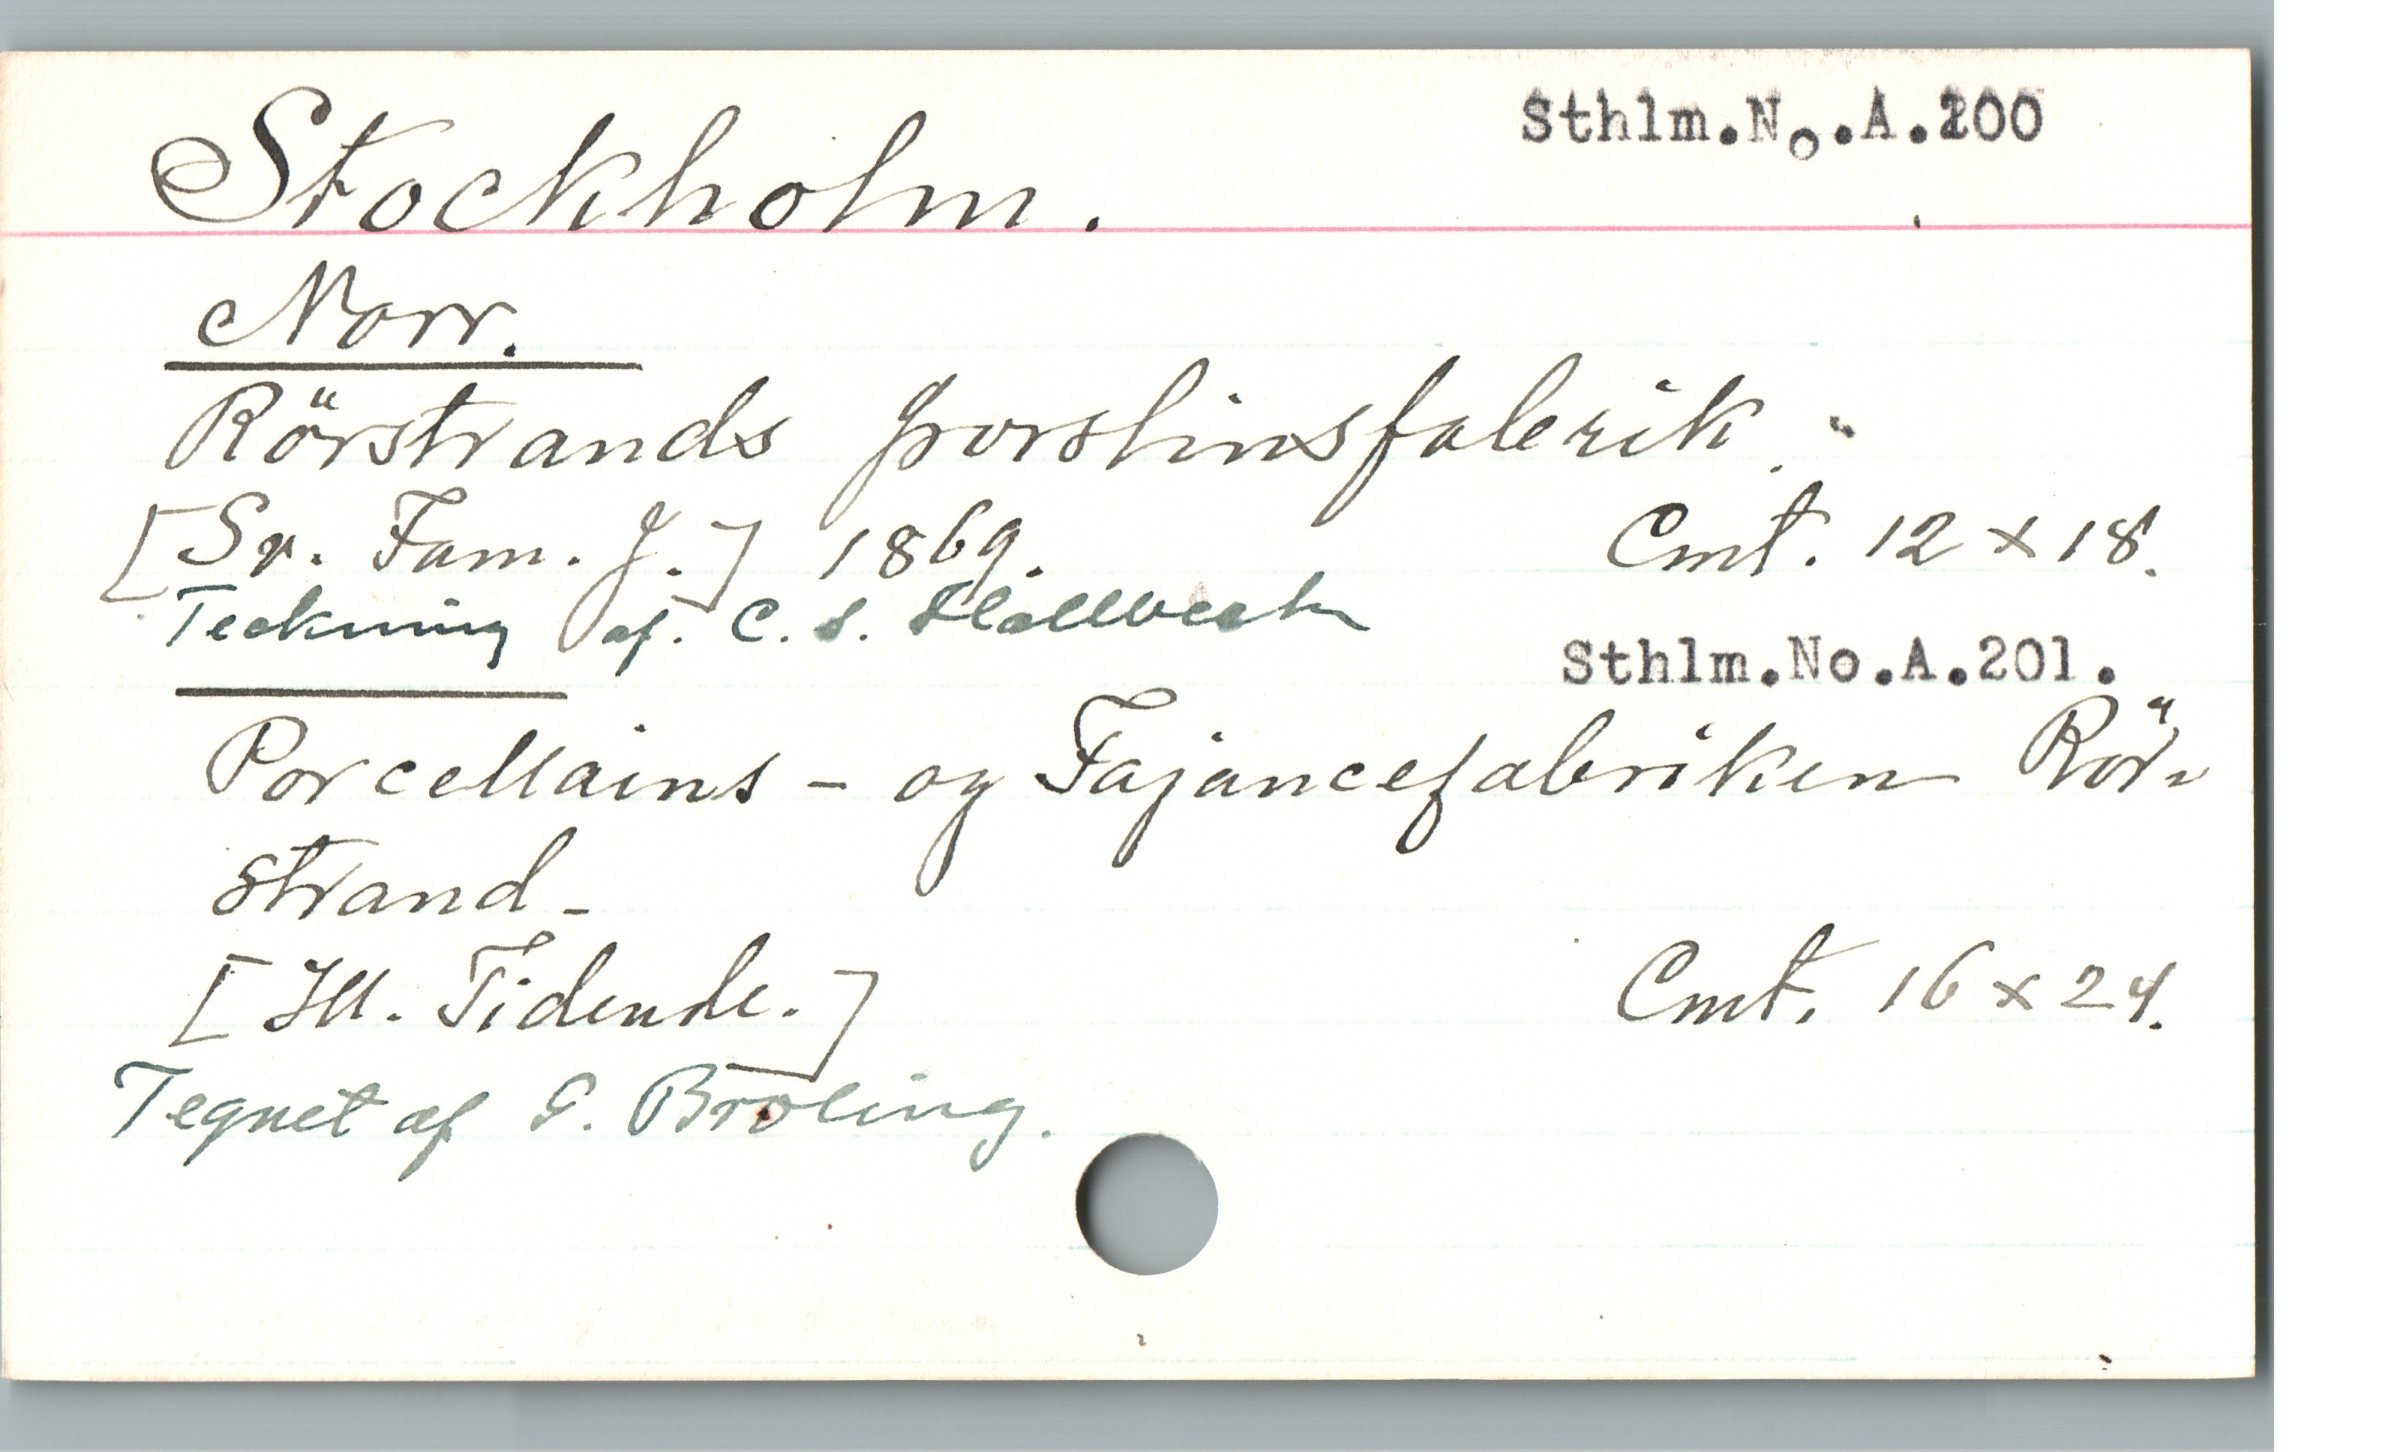 Sthlm.No.A.200
Stockholm.
Norr.
Rörstrands porslinsfabrik.
[Sv. Fam. J.] 1869. Cmt. 12 x 18.
Teckning af. C. S. Hallbeck
Sthlm.No.A.201.
Porcellains - og Fajancefabriken Rör-
strand -
[Ill. Tidende.] Cmt. 16 x 24.
Tegnet af G. Broling.